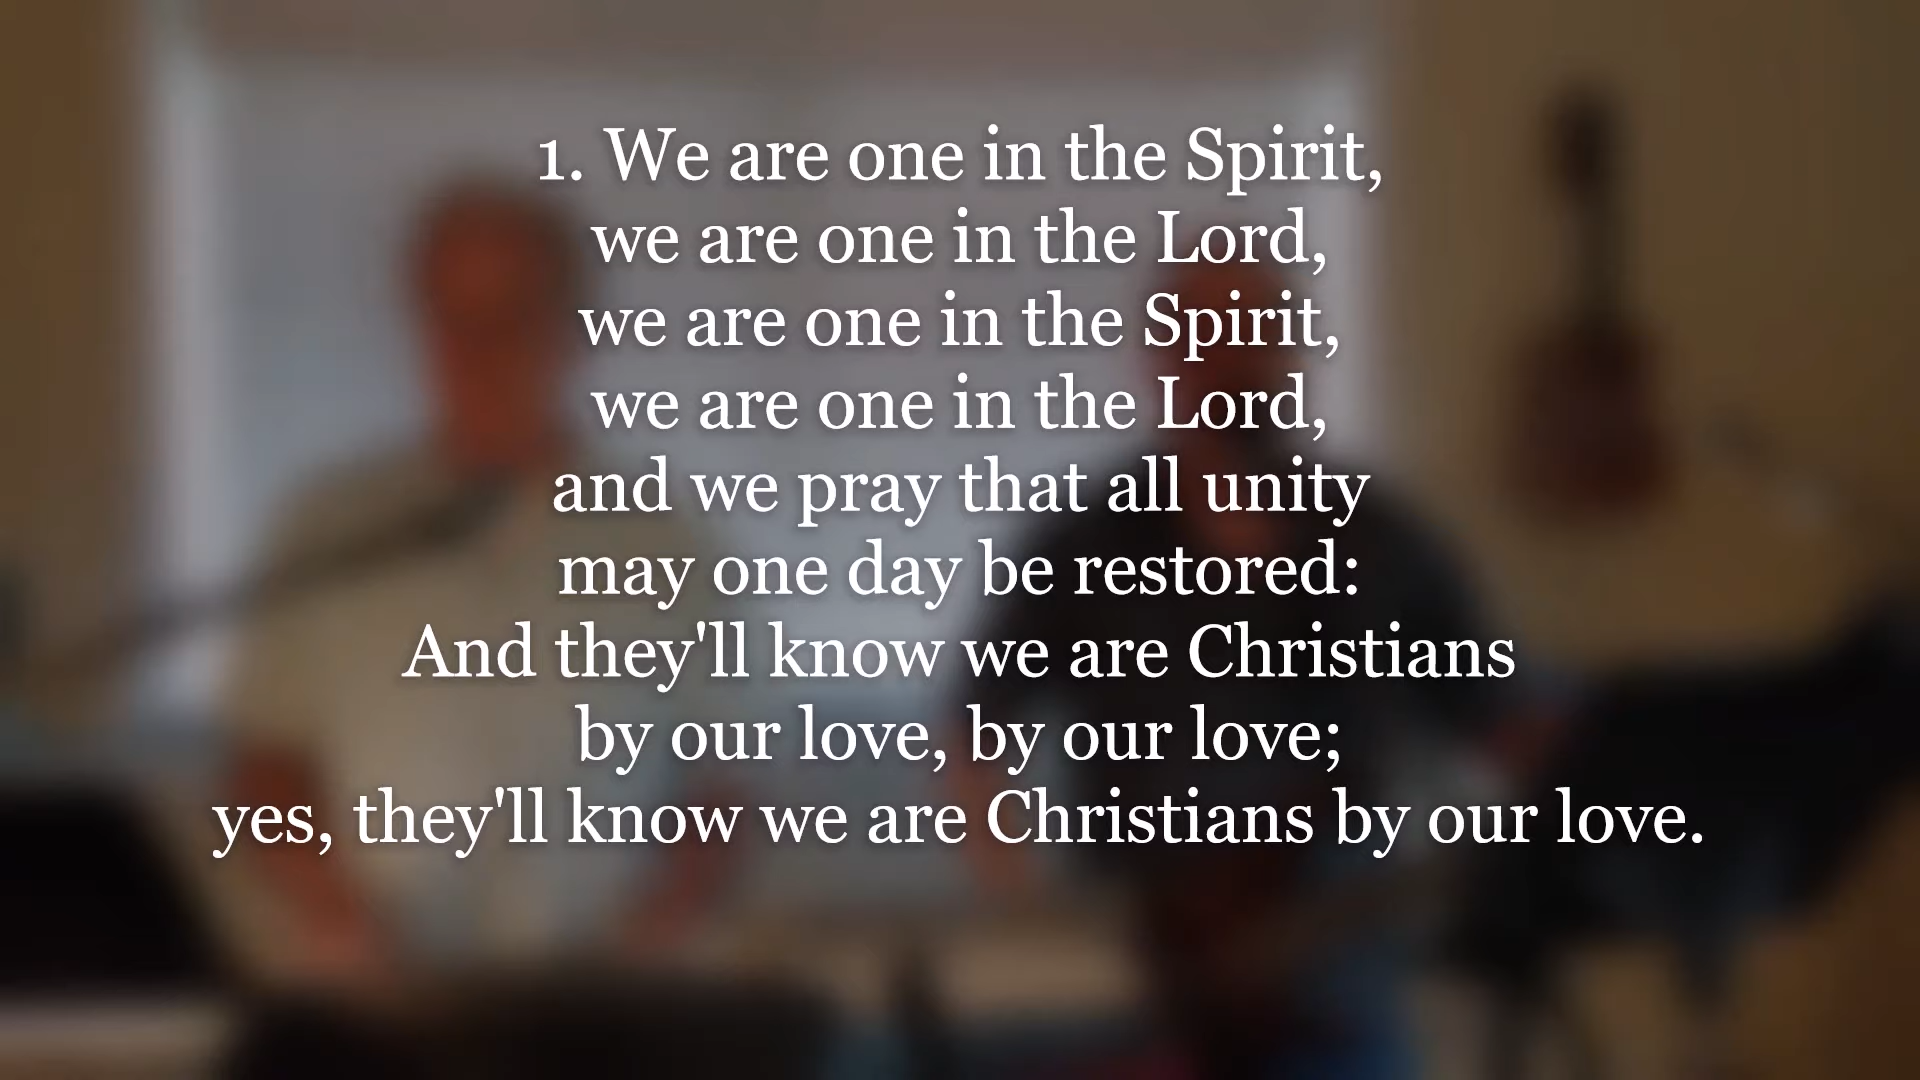 1. We are one in the Spirit,
we are one in the Lord,
we are one in the Spirit,
we are one in the Lord,
and we pray that all unity
may one day be restored:
And they'll know we are Christians
by our love, by our love;
yes, they'll know we are Christians by our love.